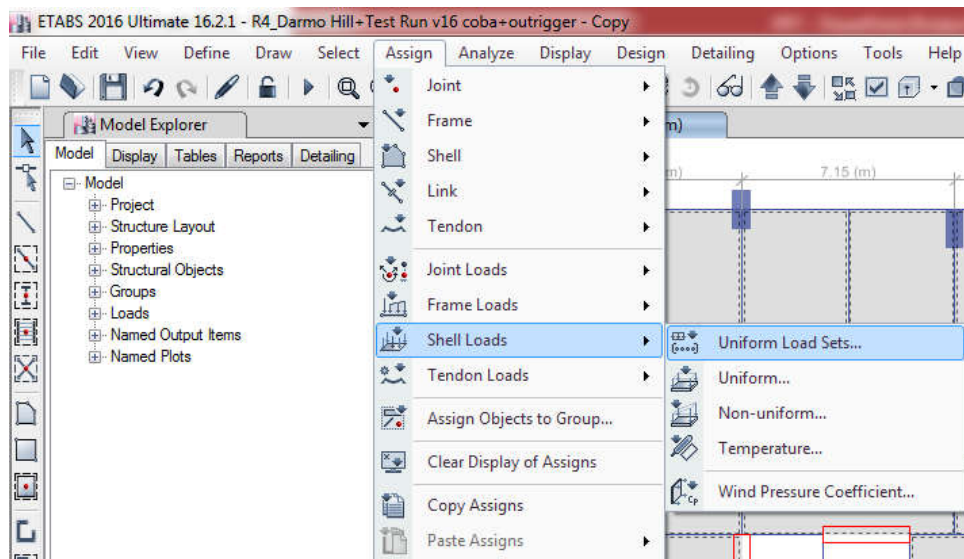 ETABS 2016 Ultimate 16.2.1 - R4_Darmo Hill+Test Run v16 coba+outrigger - Copy
File Edit View Define Draw Select Assign Analyze Display Design Detailing Options Tools Help
Model Explorer
Model Display Tables Reports Detailing
Model
Project
Structure Layout
Properties
Structural Objects
Groups
Loads
Named Output Items
Named Plots
Joint
Frame
Shell
Link
Tendon
Joint Loads
Frame Loads
Shell Loads
Tendon Loads
Assign Objects to Group...
Clear Display of Assigns
Copy Assigns
Paste Assigns
Uniform Load Sets...
Uniform...
Non-uniform...
Temperature...
Wind Pressure Coefficient...
m)
m)
7.15 (m)